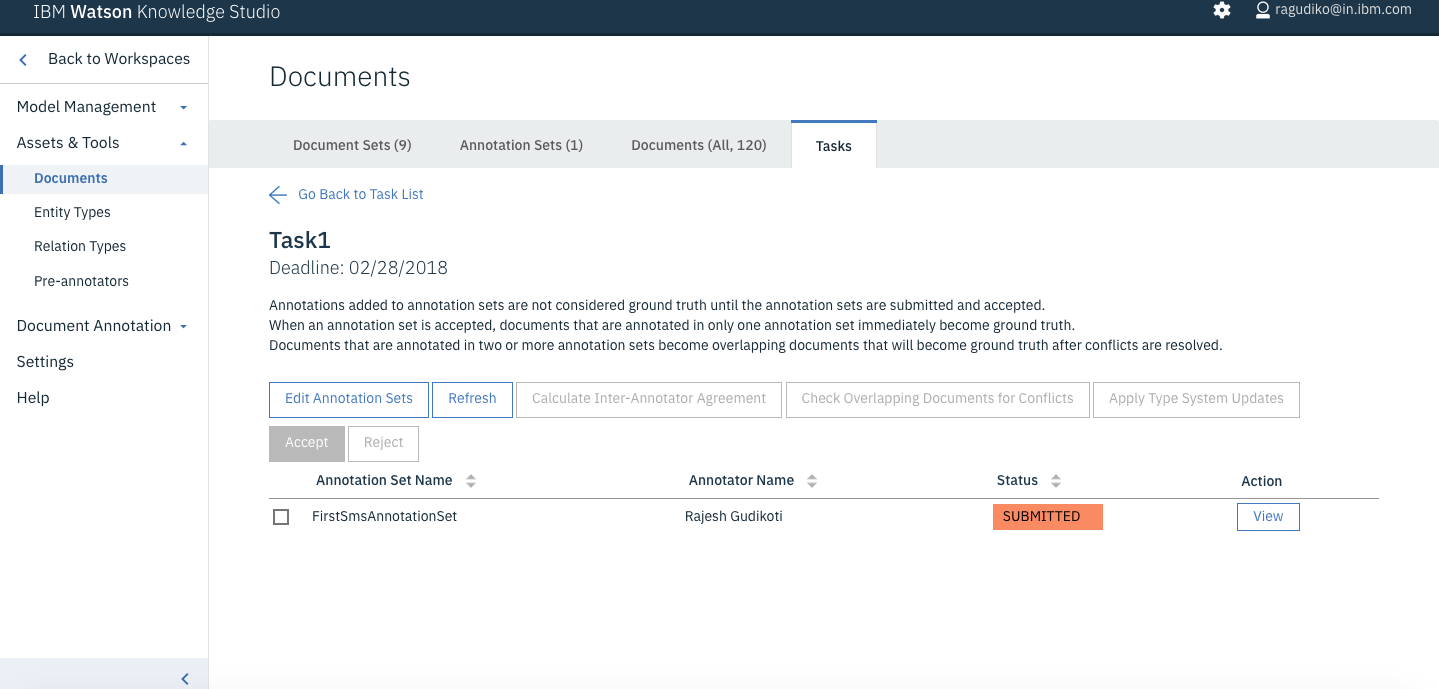 IBM Watson Knowledge Studio
ragudiko@in.ibm.com
Back to Workspaces
Model Management
Assets & Tools
Documents
Entity Types
Relation Types
Pre-annotators
Document Annotation
Settings
Help
Documents
Document Sets (9) Annotation Sets (1) Documents (All, 120) Tasks
Go Back to Task List
Task1
Deadline: 02/28/2018
Annotations added to annotation sets are not considered ground truth until the annotation sets are submitted and accepted.
When an annotation set is accepted, documents that are annotated in only one annotation set immediately become ground truth.
Documents that are annotated in two or more annotation sets become overlapping documents that will become ground truth after conflicts are resolved.
Edit Annotation Sets Refresh Calculate Inter-Annotator Agreement Check Overlapping Documents for Conflicts Apply Type System Updates
Accept Reject
Annotation Set Name Annotator Name Status Action
FirstSmsAnnotationSet Rajesh Gudikoti SUBMITTED View